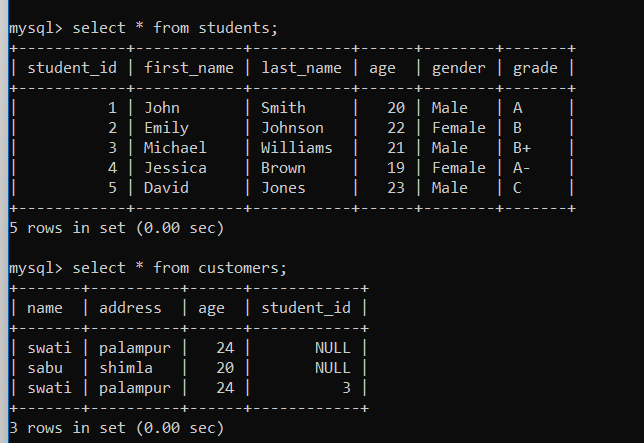 mysql> select * from students;
+------------+------------+-----------+------+--------+-------+
| student_id | first_name | last_name | age  | gender | grade |
+------------+------------+-----------+------+--------+-------+
|          1 | John       | Smith     |   20 | Male   | A     |
|          2 | Emily      | Johnson   |   22 | Female | B     |
|          3 | Michael    | Williams  |   21 | Male   | B+    |
|          4 | Jessica    | Brown     |   19 | Female | A-    |
|          5 | David      | Jones     |   23 | Male   | C     |
+------------+------------+-----------+------+--------+-------+
5 rows in set (0.00 sec)
mysql> select * from customers;
+-------+----------+------+------------+
| name  | address  | age  | student_id |
+-------+----------+------+------------+
| swati | palampur |   24 |       NULL |
| sabu  | shimla   |   20 |       NULL |
| swati | palampur |   24 |          3 |
+-------+----------+------+------------+
3 rows in set (0.00 sec)